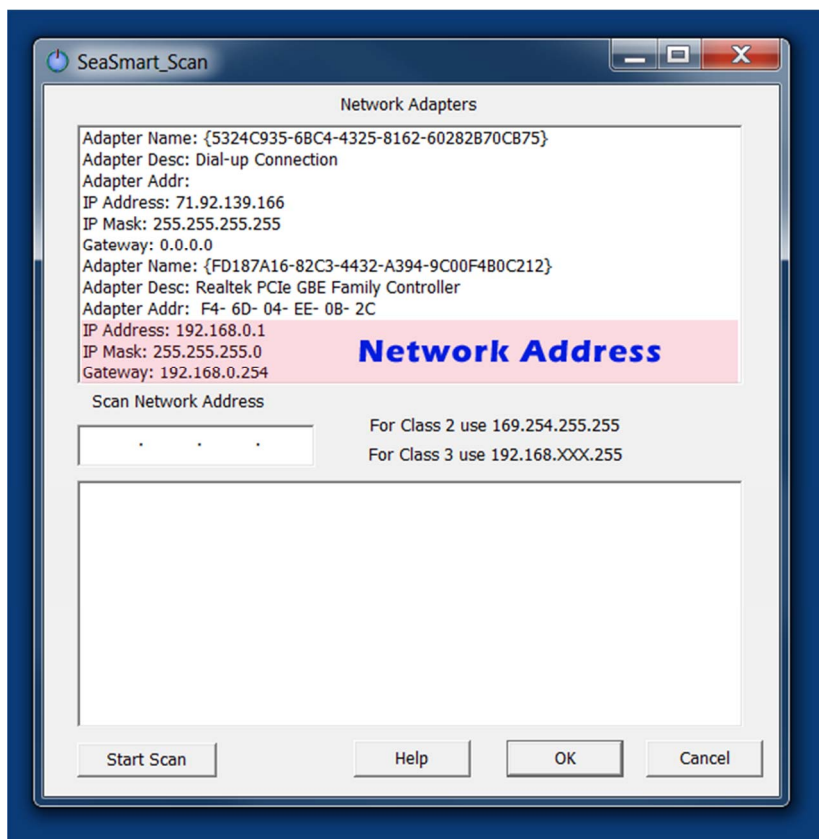 SeaSmart_Scan
Network Adapters
Adapter Name: {5324C935-6BC4-4325-8162-60282B70CB75}
Adapter Desc: Dial-up Connection
Adapter Addr:
IP Address: 71.92.139.166
IP Mask: 255.255.255.255
Gateway: 0.0.0.0
Adapter Name: {FD187A16-82C3-4432-A394-9C00F4B0C212}
Adapter Desc: Realtek PCIe GBE Family Controller
Adapter Addr:  F4- 6D- 04- EE- 0B- 2C
IP Address: 192.168.0.1
IP Mask: 255.255.255.0
Gateway: 192.168.0.254
Network Address
Scan Network Address
. . .
For Class 2 use 169.254.255.255
For Class 3 use 192.168.XXX.255
Start Scan
Help
OK
Cancel